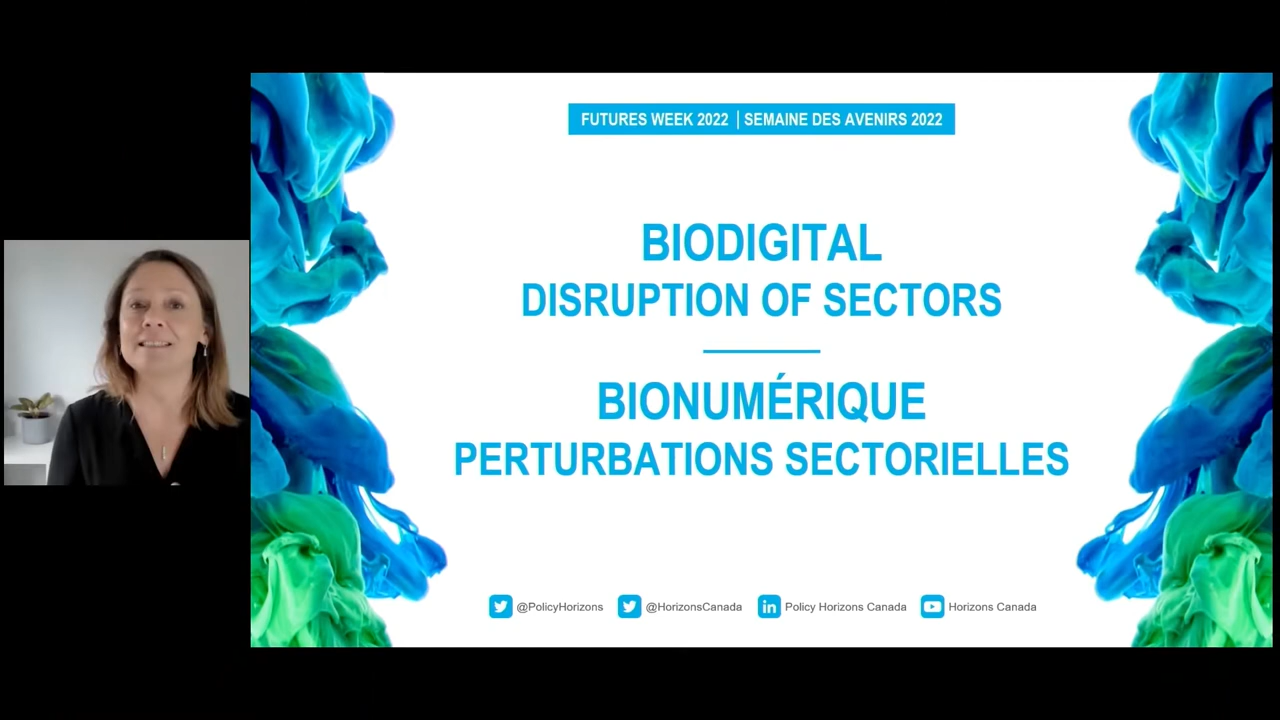 FUTURES WEEK 2022 | SEMAINE DES AVENIRS 2022
BIODIGITAL
DISRUPTION OF SECTORS
BIONUMÉRIQUE
PERTURBATIONS SECTORIELLES
@PolicyHorizons @HorizonsCanada Policy Horizons Canada Horizons Canada